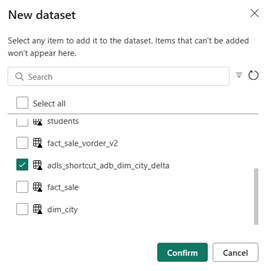 New dataset
Select any item to add it to the dataset. Items that can't be added
won't appear here.
Search
Select all
students
fact_sale_vorder_v2
adls_shortcut_adb_dim_city_delta
fact_sale
dim_city
Confirm
Cancel